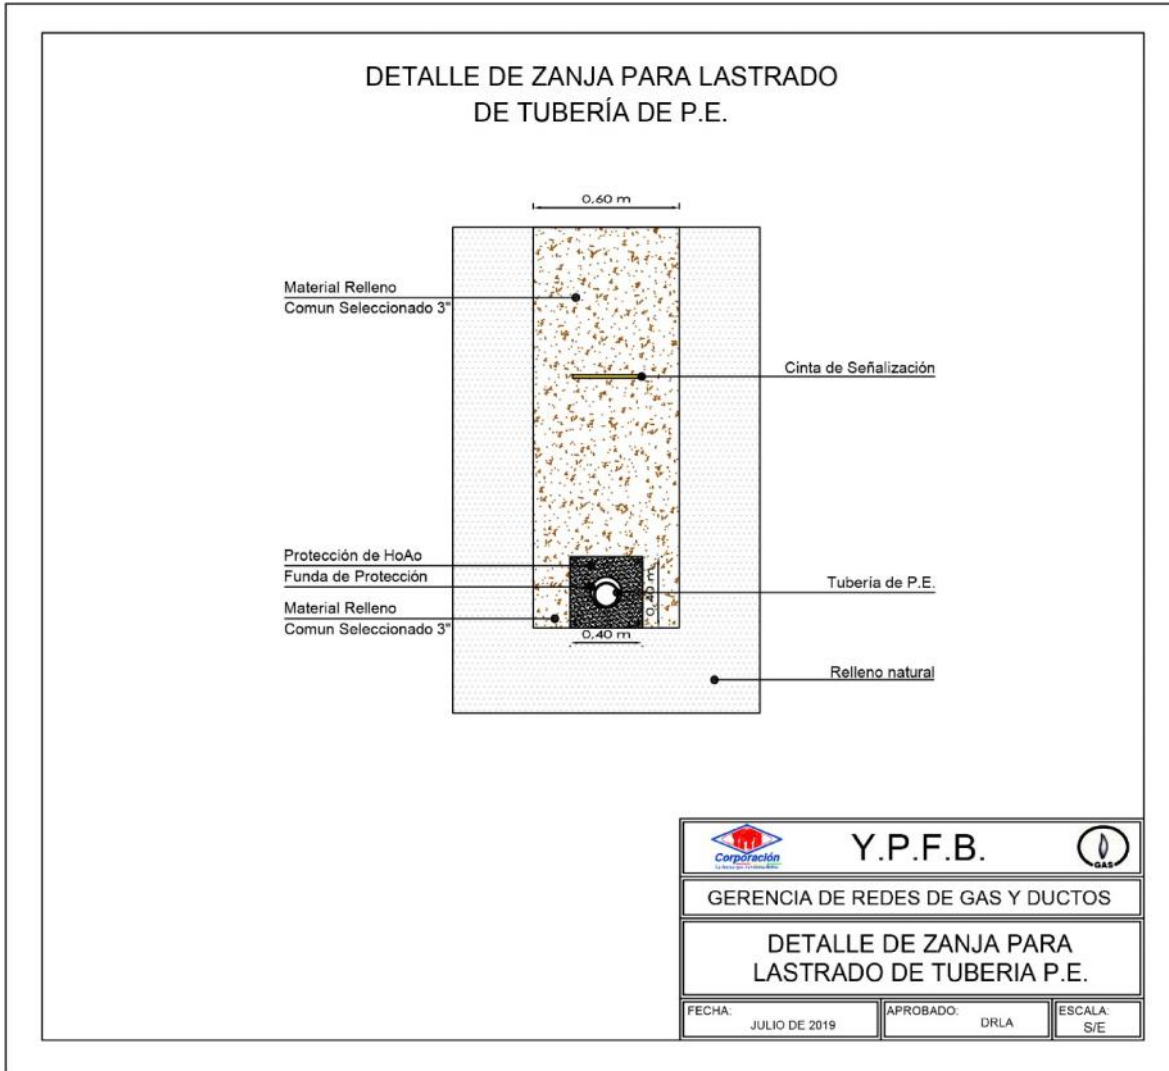 DETALLE DE ZANJA PARA LASTRADO
DE TUBERÍA DE P.E.
0,60 m
Material Relleno
Comun Seleccionado 3"
Cinta de Señalización
Protección de HoAo
Funda de Protección
Tubería de P.E.
0,40 m
Material Relleno
Comun Seleccionado 3"
0,40 m
Relleno natural
Corporación
Y.P.F.B.
GAS
GERENCIA DE REDES DE GAS Y DUCTOS
DETALLE DE ZANJA PARA
LASTRADO DE TUBERIA P.E.
FECHA:
JULIO DE 2019
APROBADO:
DRLA
ESCALA:
S/E